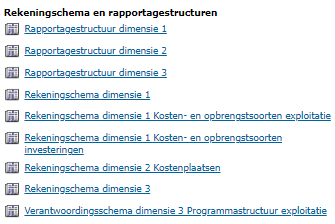 Rekeningschema en rapportagestructuren
Rapportagestructuur dimensie 1
Rapportagestructuur dimensie 2
Rapportagestructuur dimensie 3
Rekeningschema dimensie 1
Rekeningschema dimensie 1 Kosten- en opbrengstsoorten exploitatie
Rekeningschema dimensie 1 Kosten- en opbrengstsoorten
investeringen
Rekeningschema dimensie 2 Kostenplaatsen
Rekeningschema dimensie 3
Verantwoordingsschema dimensie 3 Programmastructuur exploitatie